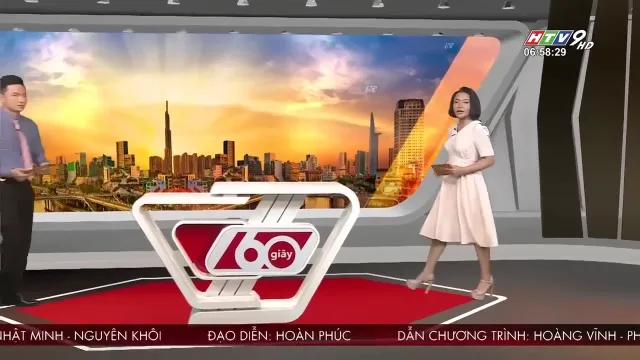 HTV9 HD
06:58:29
60 giây
NHẬT MINH - NGUYÊN KHÔI ĐẠO DIỄN: HOÀN PHÚC DẪN CHƯƠNG TRÌNH: HOÀNG VĨNH - PH